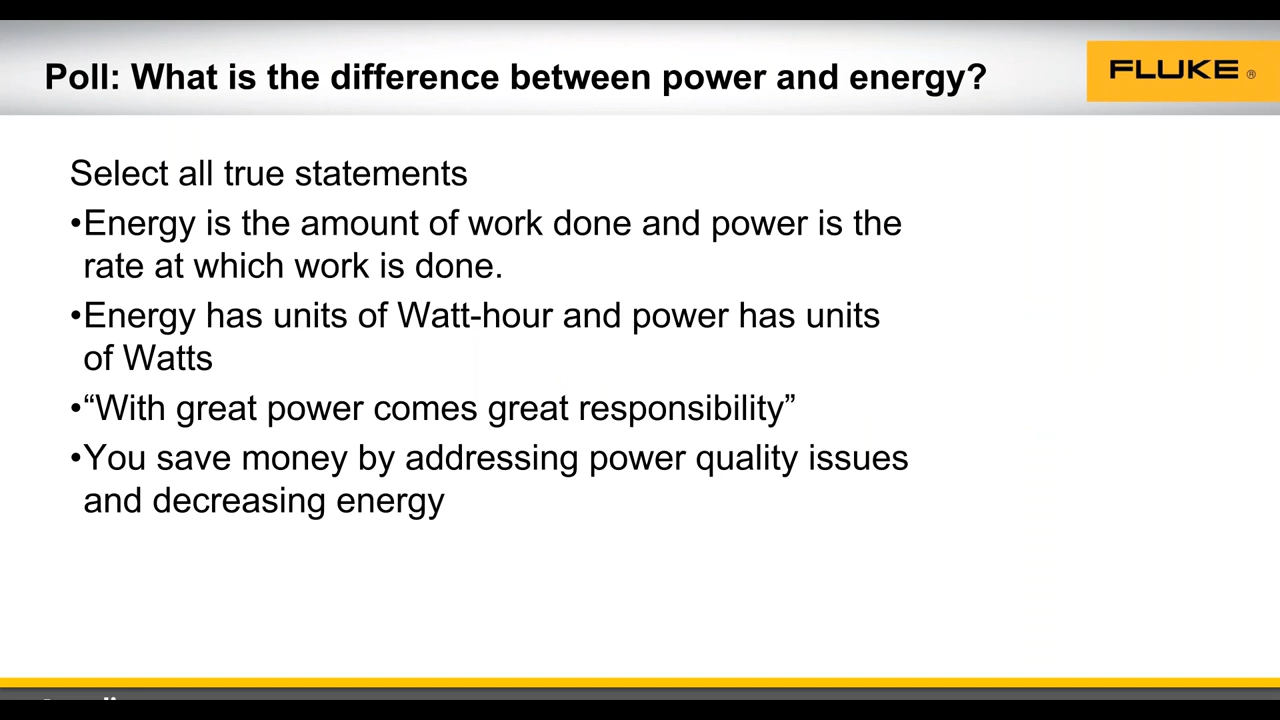 Poll: What is the difference between power and energy?
FLUKE ®
Select all true statements
•Energy is the amount of work done and power is the
rate at which work is done.
•Energy has units of Watt-hour and power has units
of Watts
•“With great power comes great responsibility”
•You save money by addressing power quality issues
and decreasing energy